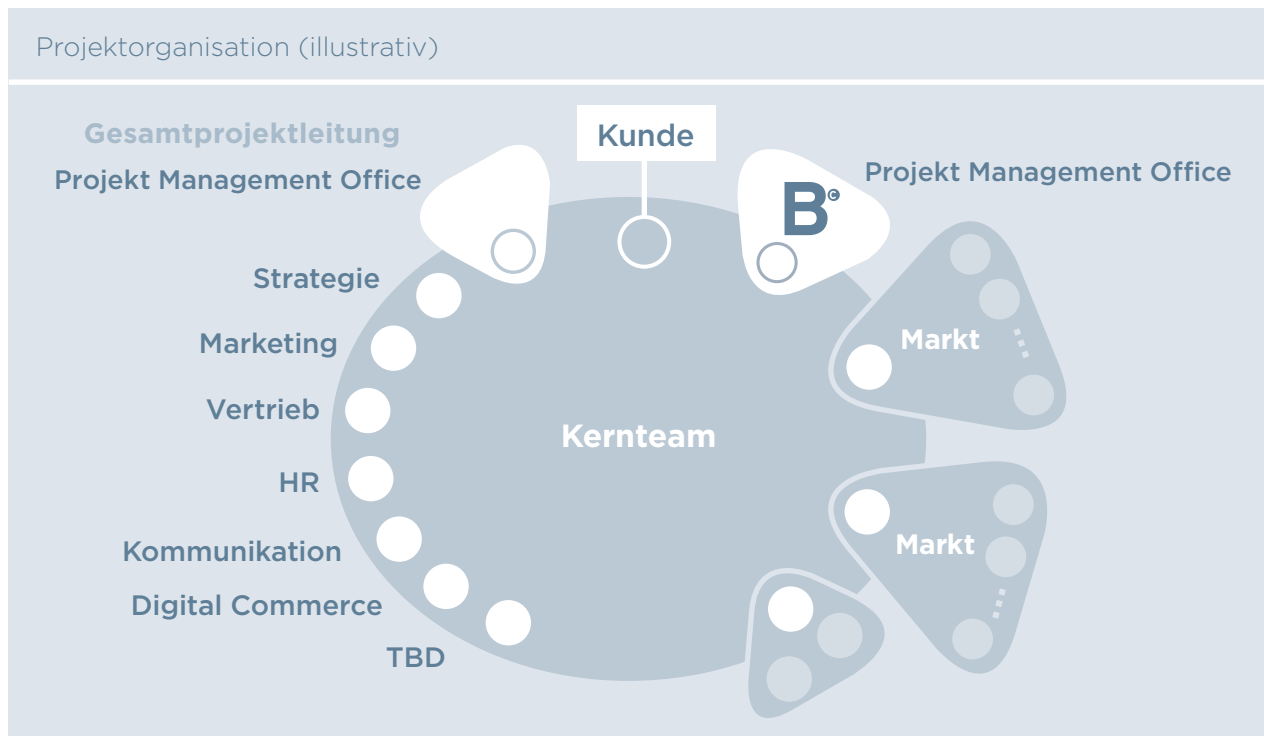 Projektorganisation (illustrativ)
Gesamtprojektleitung
Projekt Management Office
Kunde
B©
Projekt Management Office
Strategie
Marketing
Vertrieb
HR
Kommunikation
Digital Commerce
TBD
Kernteam
Markt
Markt